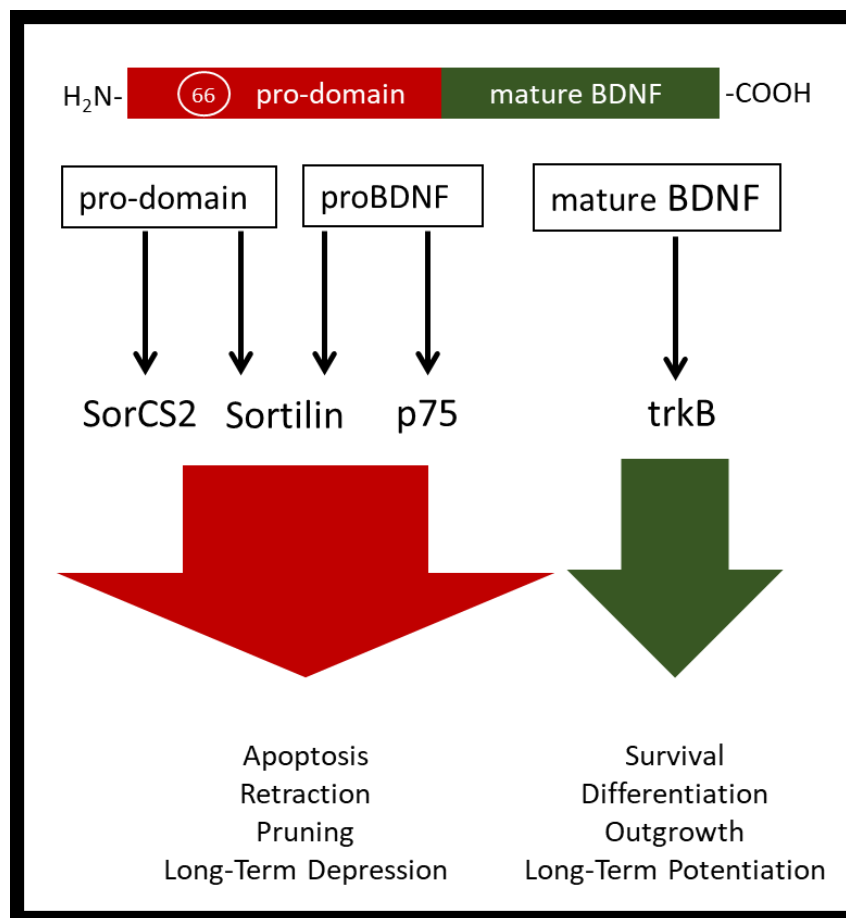 H₂N- 66 pro-domain mature BDNF -COOH
pro-domain proBDNF mature BDNF
SorCS2 Sortilin p75 trkB
Apoptosis Survival
Retraction Differentiation
Pruning Outgrowth
Long-Term Depression Long-Term Potentiation